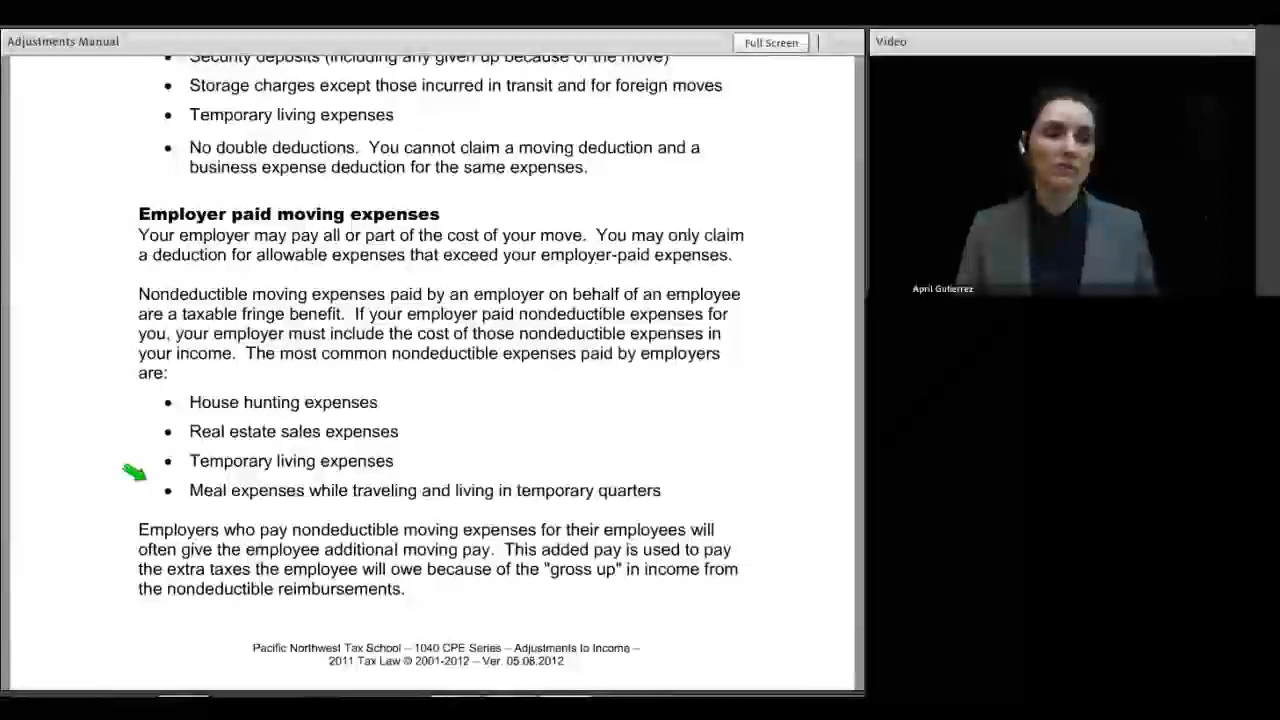 Adjustments Manual
Full Screen
Video
Security deposits (including any given up because of the move)
• Storage charges except those incurred in transit and for foreign moves
• Temporary living expenses
• No double deductions. You cannot claim a moving deduction and a
business expense deduction for the same expenses.
Employer paid moving expenses
Your employer may pay all or part of the cost of your move. You may only claim
a deduction for allowable expenses that exceed your employer-paid expenses.
Nondeductible moving expenses paid by an employer on behalf of an employee
are a taxable fringe benefit. If your employer paid nondeductible expenses for
you, your employer must include the cost of those nondeductible expenses in
your income. The most common nondeductible expenses paid by employers
are:
• House hunting expenses
• Real estate sales expenses
• Temporary living expenses
• Meal expenses while traveling and living in temporary quarters
Employers who pay nondeductible moving expenses for their employees will
often give the employee additional moving pay. This added pay is used to pay
the extra taxes the employee will owe because of the "gross up" in income from
the nondeductible reimbursements.
Pacific Northwest Tax School – 1040 CPE Series – Adjustments to Income –
2011 Tax Law © 2001-2012 – Ver. 05.08.2012
April Gutierrez